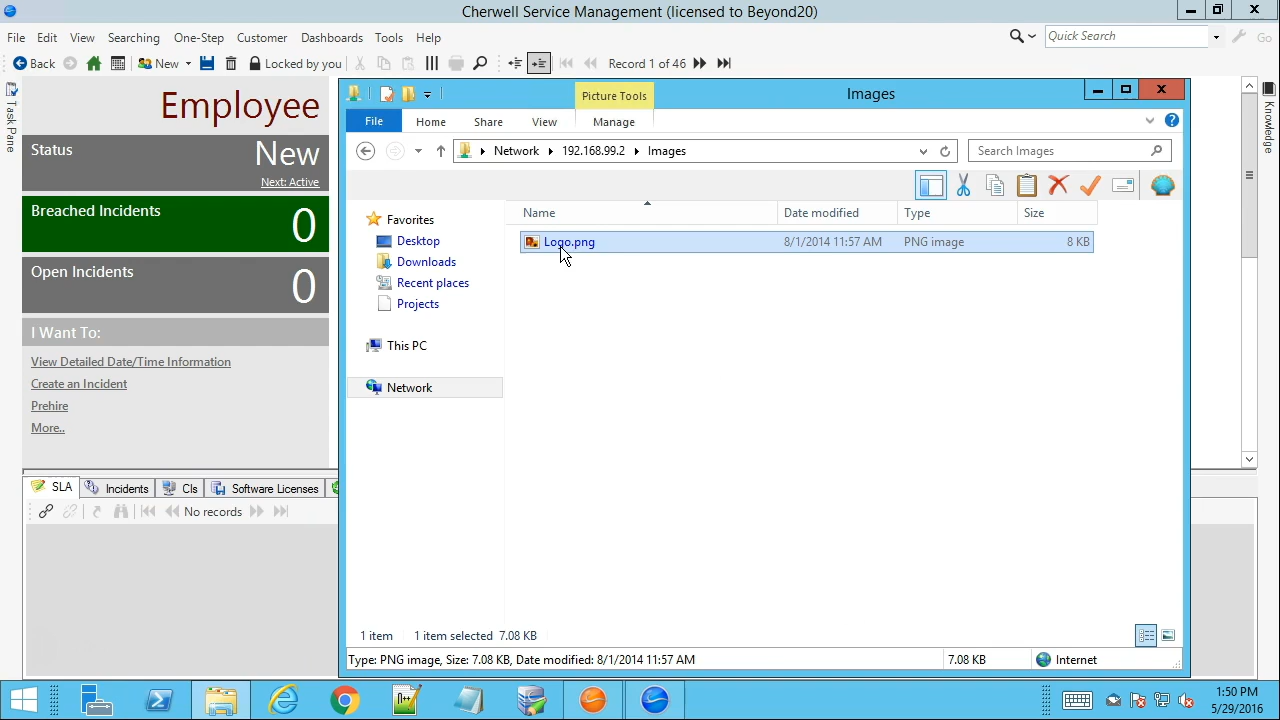 Cherwell Service Management (licensed to Beyond20)
File Edit View Searching One-Step Customer Dashboards Tools Help
Quick Search
Go
Back New Locked by you Record 1 of 46
Task Pane
Knowledge
Employee
Status New
Next: Active
Breached Incidents 0
Open Incidents 0
I Want To:
View Detailed Date/Time Information
Create an Incident
Prehire
More..
SLA Incidents CIs Software Licenses
No records
Picture Tools
Images
File Home Share View Manage
Network 192.168.99.2 Images
Search Images
Favorites
Desktop
Downloads
Recent places
Projects
This PC
Network
Name Date modified Type Size
Logo.png 8/1/2014 11:57 AM PNG image 8 KB
1 item 1 item selected 7.08 KB
Type: PNG image, Size: 7.08 KB, Date modified: 8/1/2014 11:57 AM 7.08 KB Internet
1:50 PM
5/29/2016